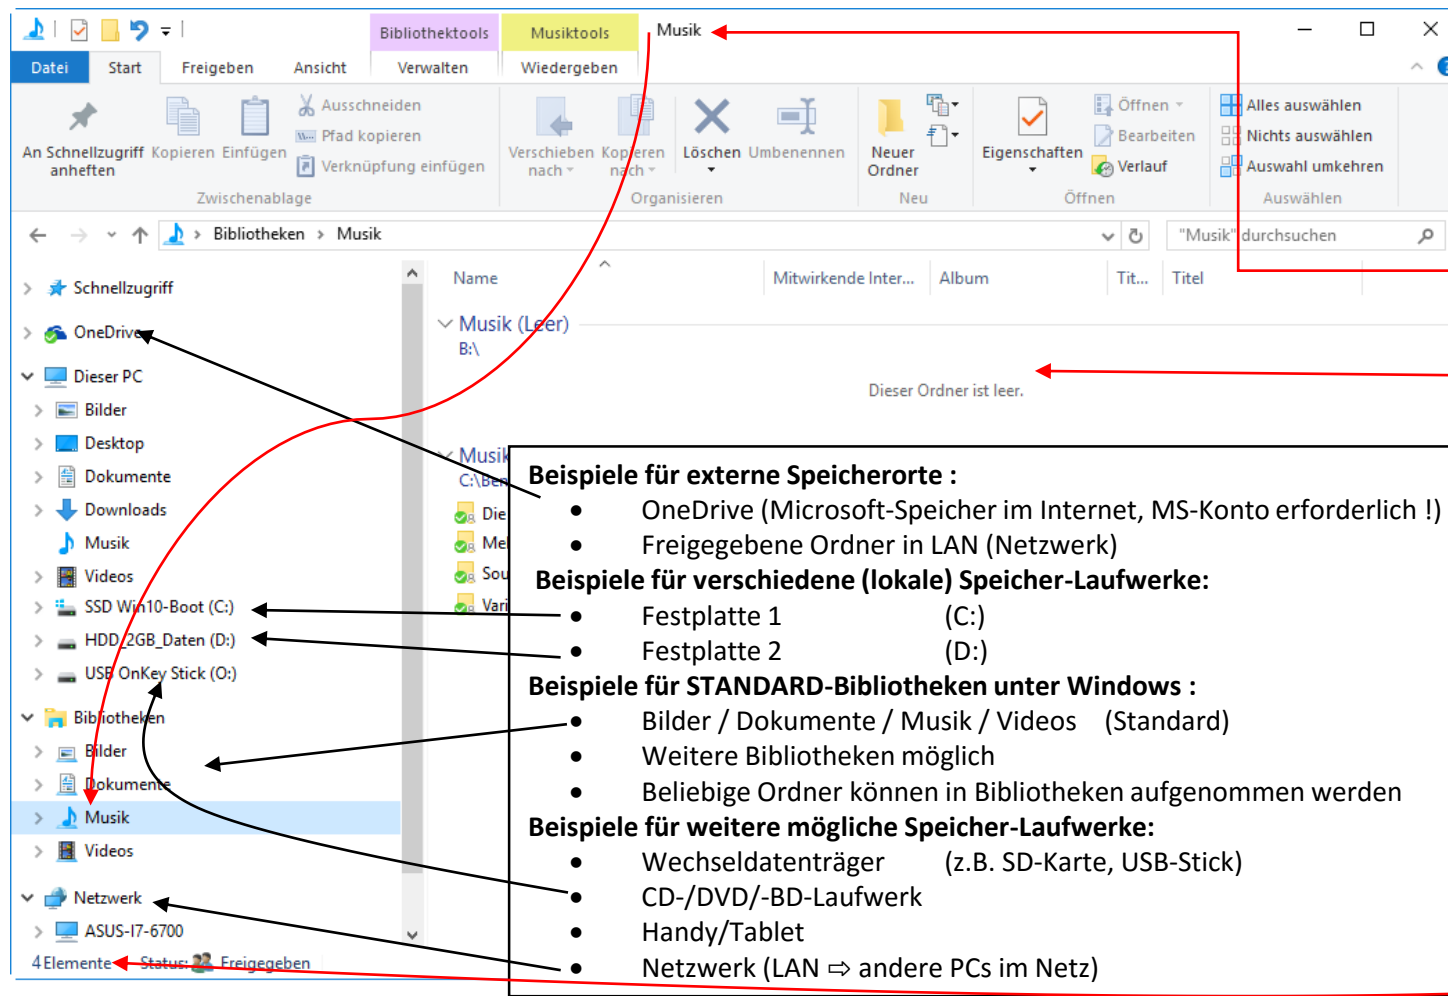 Bibliothektools Musiktools Musik
Datei Start Freigeben Ansicht Verwalten Wiedergeben
An Schnellzugriff anheften
Kopieren Einfügen
Ausschneiden
Pfad kopieren
Verknüpfung einfügen
Zwischenablage
Verschieben nach
Kopieren nach
Löschen Umbenennen
Organisieren
Neuer Ordner
Neu
Eigenschaften
Öffnen
Bearbeiten
Verlauf
Öffnen
Alles auswählen
Nichts auswählen
Auswahl umkehren
Auswählen
Bibliotheken > Musik
"Musik" durchsuchen
Schnellzugriff
OneDrive
Dieser PC
Bilder
Desktop
Dokumente
Downloads
Musik
Videos
SSD Win10-Boot (C:)
HDD_2GB_Daten (D:)
USB OnKey Stick (O:)
Bibliotheken
Bilder
Dokumente
Musik
Videos
Netzwerk
ASUS-I7-6700
4 Elemente Status: Freigegeben
Name Mitwirkende Inter... Album Tit... Titel
Musik (Leer)
B:\
Dieser Ordner ist leer.
Musik
C:\Ben
Die
Mel
Sou
Vari
Beispiele für externe Speicherorte :
• OneDrive (Microsoft-Speicher im Internet, MS-Konto erforderlich !)
• Freigegebene Ordner in LAN (Netzwerk)
Beispiele für verschiedene (lokale) Speicher-Laufwerke:
• Festplatte 1 (C:)
• Festplatte 2 (D:)
Beispiele für STANDARD-Bibliotheken unter Windows :
• Bilder / Dokumente / Musik / Videos (Standard)
• Weitere Bibliotheken möglich
• Beliebige Ordner können in Bibliotheken aufgenommen werden
Beispiele für weitere mögliche Speicher-Laufwerke:
• Wechseldatenträger (z.B. SD-Karte, USB-Stick)
• CD-/DVD/-BD-Laufwerk
• Handy/Tablet
• Netzwerk (LAN ⇨ andere PCs im Netz)